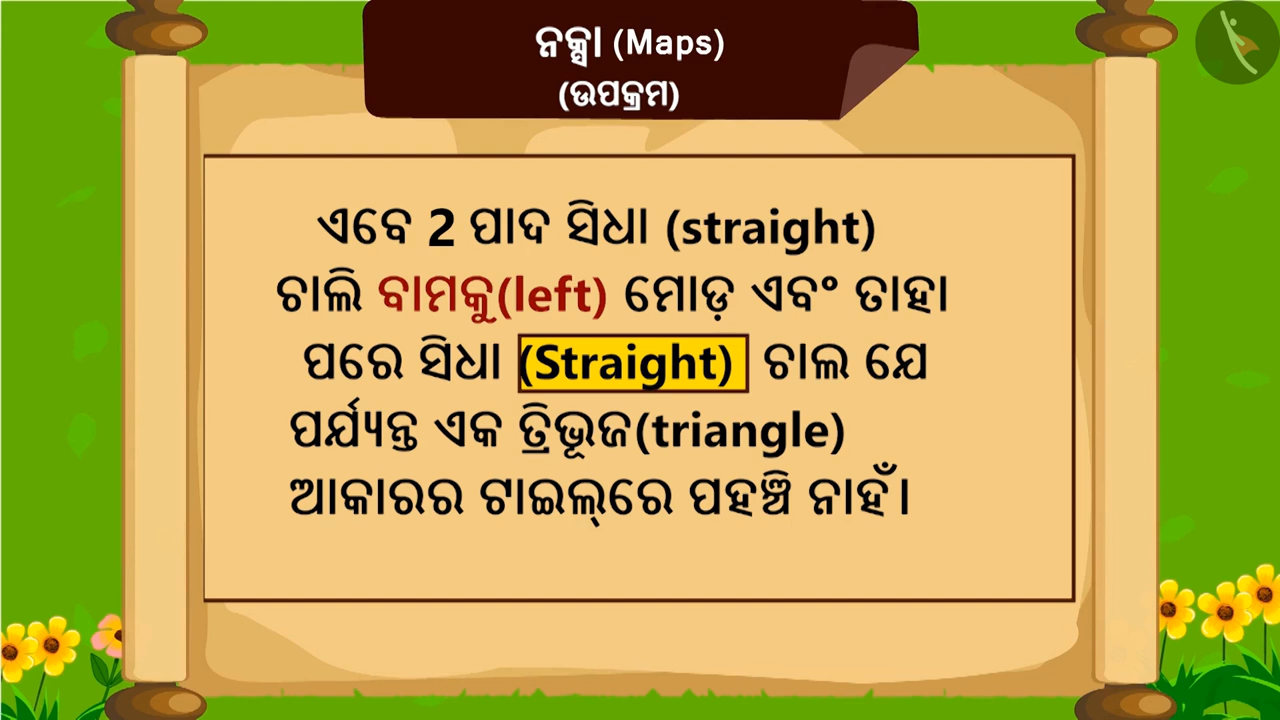 ନକ୍ସା (Maps)
(ଉପକ୍ରମ)
ଏବେ 2 ପାଦ ସିଧା (straight)
ଚାଲି ବାମକୁ(left) ମୋଡ଼ ଏବଂ ତାହା
ପରେ ସିଧା (Straight) ଚାଲ ଯେ
ପର୍ଯ୍ୟନ୍ତ ଏକ ତ୍ରିଭୂଜ(triangle)
ଆକାରର ଟାଇଲ୍‌ରେ ପହଞ୍ଚି ନାହଁ।